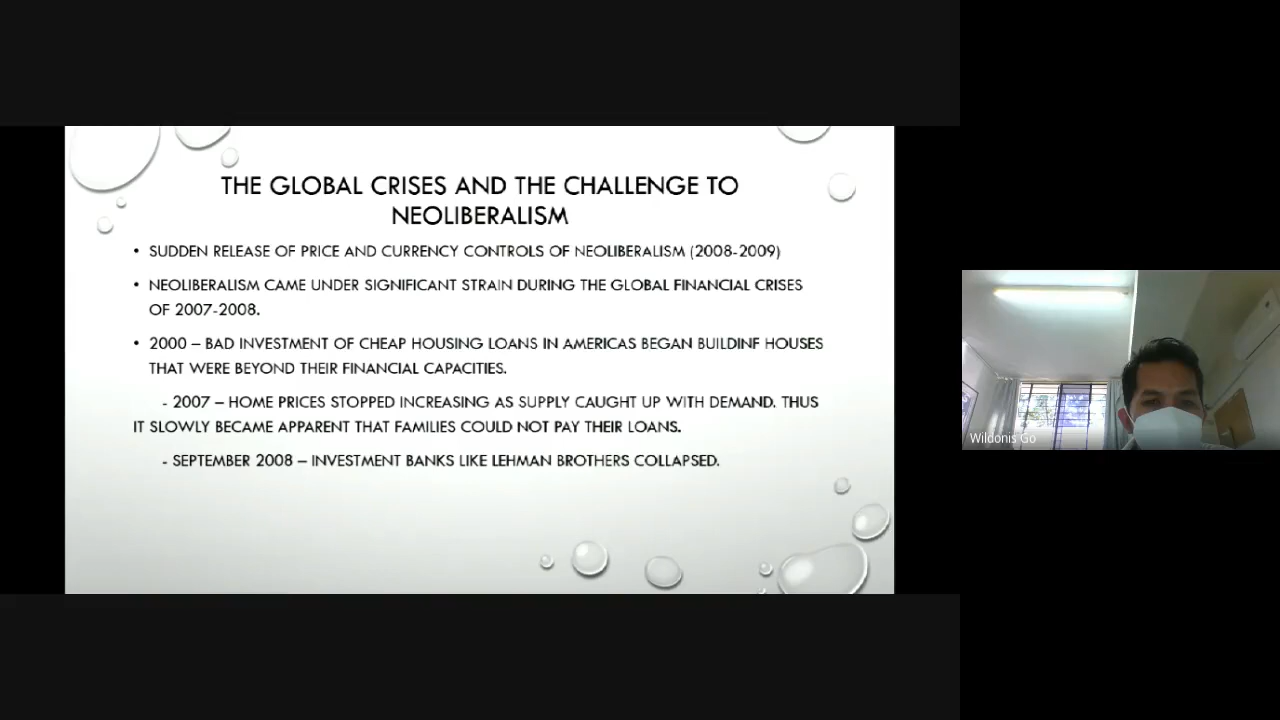 THE GLOBAL CRISES AND THE CHALLENGE TO
NEOLIBERALISM
• SUDDEN RELEASE OF PRICE AND CURRENCY CONTROLS OF NEOLIBERALISM (2008-2009)
• NEOLIBERALISM CAME UNDER SIGNIFICANT STRAIN DURING THE GLOBAL FINANCIAL CRISES
OF 2007-2008.
• 2000 – BAD INVESTMENT OF CHEAP HOUSING LOANS IN AMERICAS BEGAN BUILDINF HOUSES
THAT WERE BEYOND THEIR FINANCIAL CAPACITIES.
- 2007 – HOME PRICES STOPPED INCREASING AS SUPPLY CAUGHT UP WITH DEMAND. THUS
IT SLOWLY BECAME APPARENT THAT FAMILIES COULD NOT PAY THEIR LOANS.
- SEPTEMBER 2008 – INVESTMENT BANKS LIKE LEHMAN BROTHERS COLLAPSED.
Wildonis Go